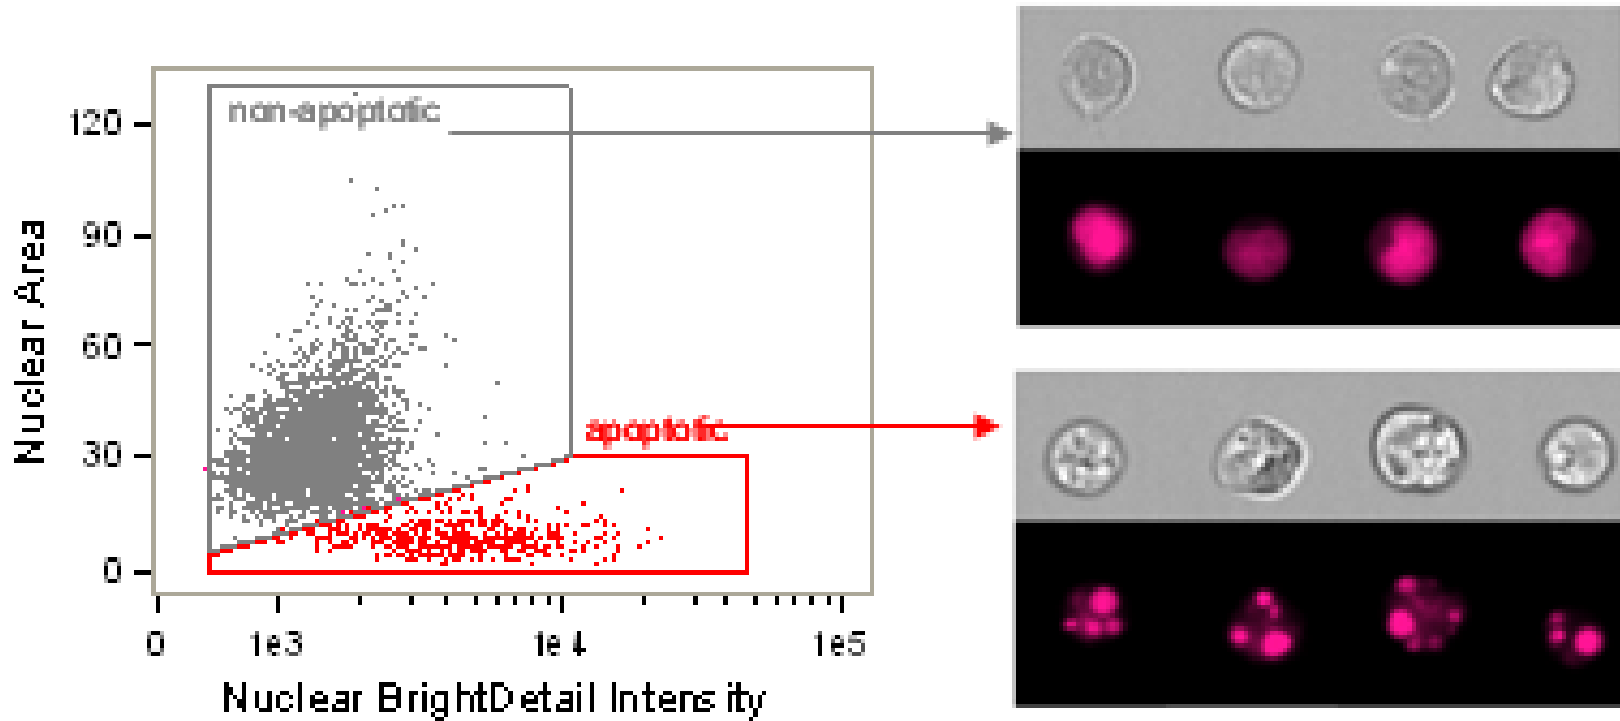 non-apoptotic
120
90
60
30
0
Nuclear Area
apoptotic
0
1e3
1e4
1e5
Nuclear BrightDetail Intensity